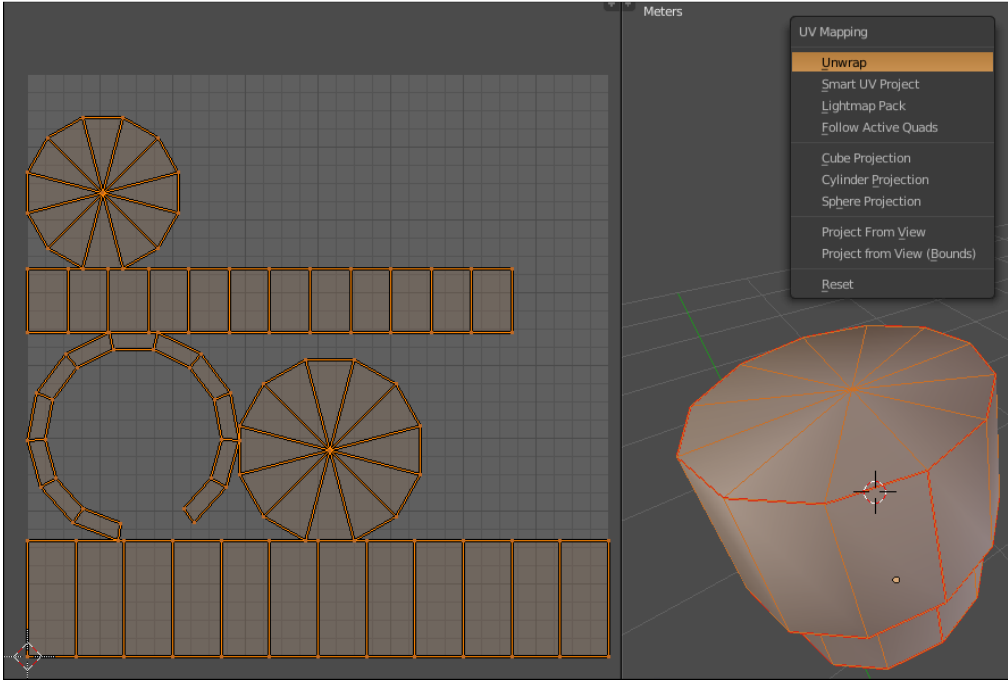 Meters
UV Mapping
Unwrap
Smart UV Project
Lightmap Pack
Follow Active Quads
Cube Projection
Cylinder Projection
Sphere Projection
Project From View
Project from View (Bounds)
Reset